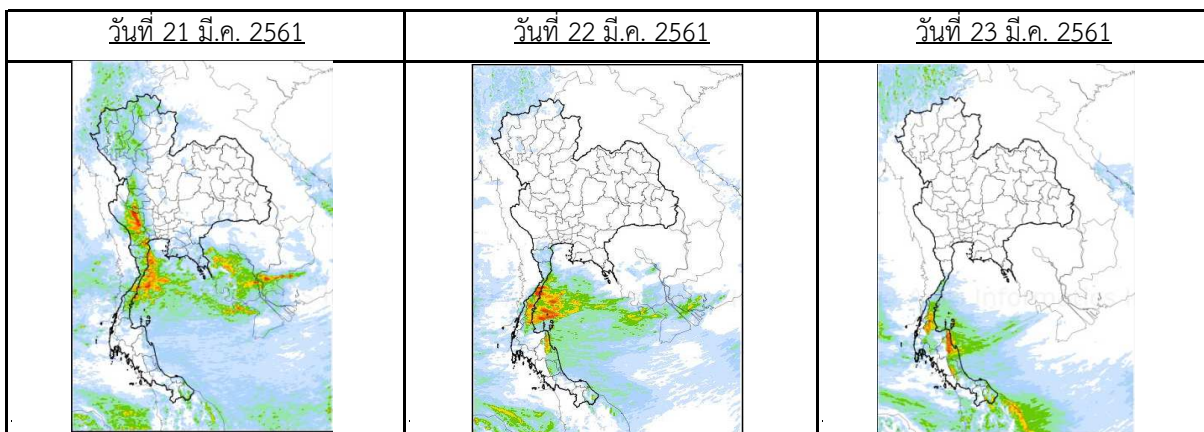 วันที่ 21 มี.ค. 2561
วันที่ 22 มี.ค. 2561
วันที่ 23 มี.ค. 2561